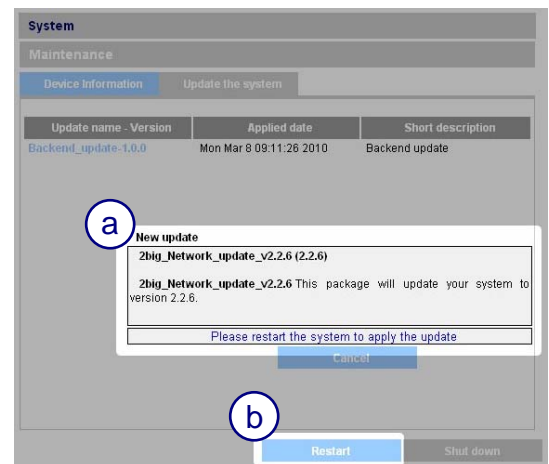 System
Maintenance
Device Information Update the system
Update name - Version Applied date Short description
Backend_update-1.0.0 Mon Mar 8 09:11:26 2010 Backend update
a
New update
2big_Network_update_v2.2.6 (2.2.6)
2big_Network_update_v2.2.6 This package will update your system to
version 2.2.6.
Please restart the system to apply the update
Cancel
b
Restart Shut down